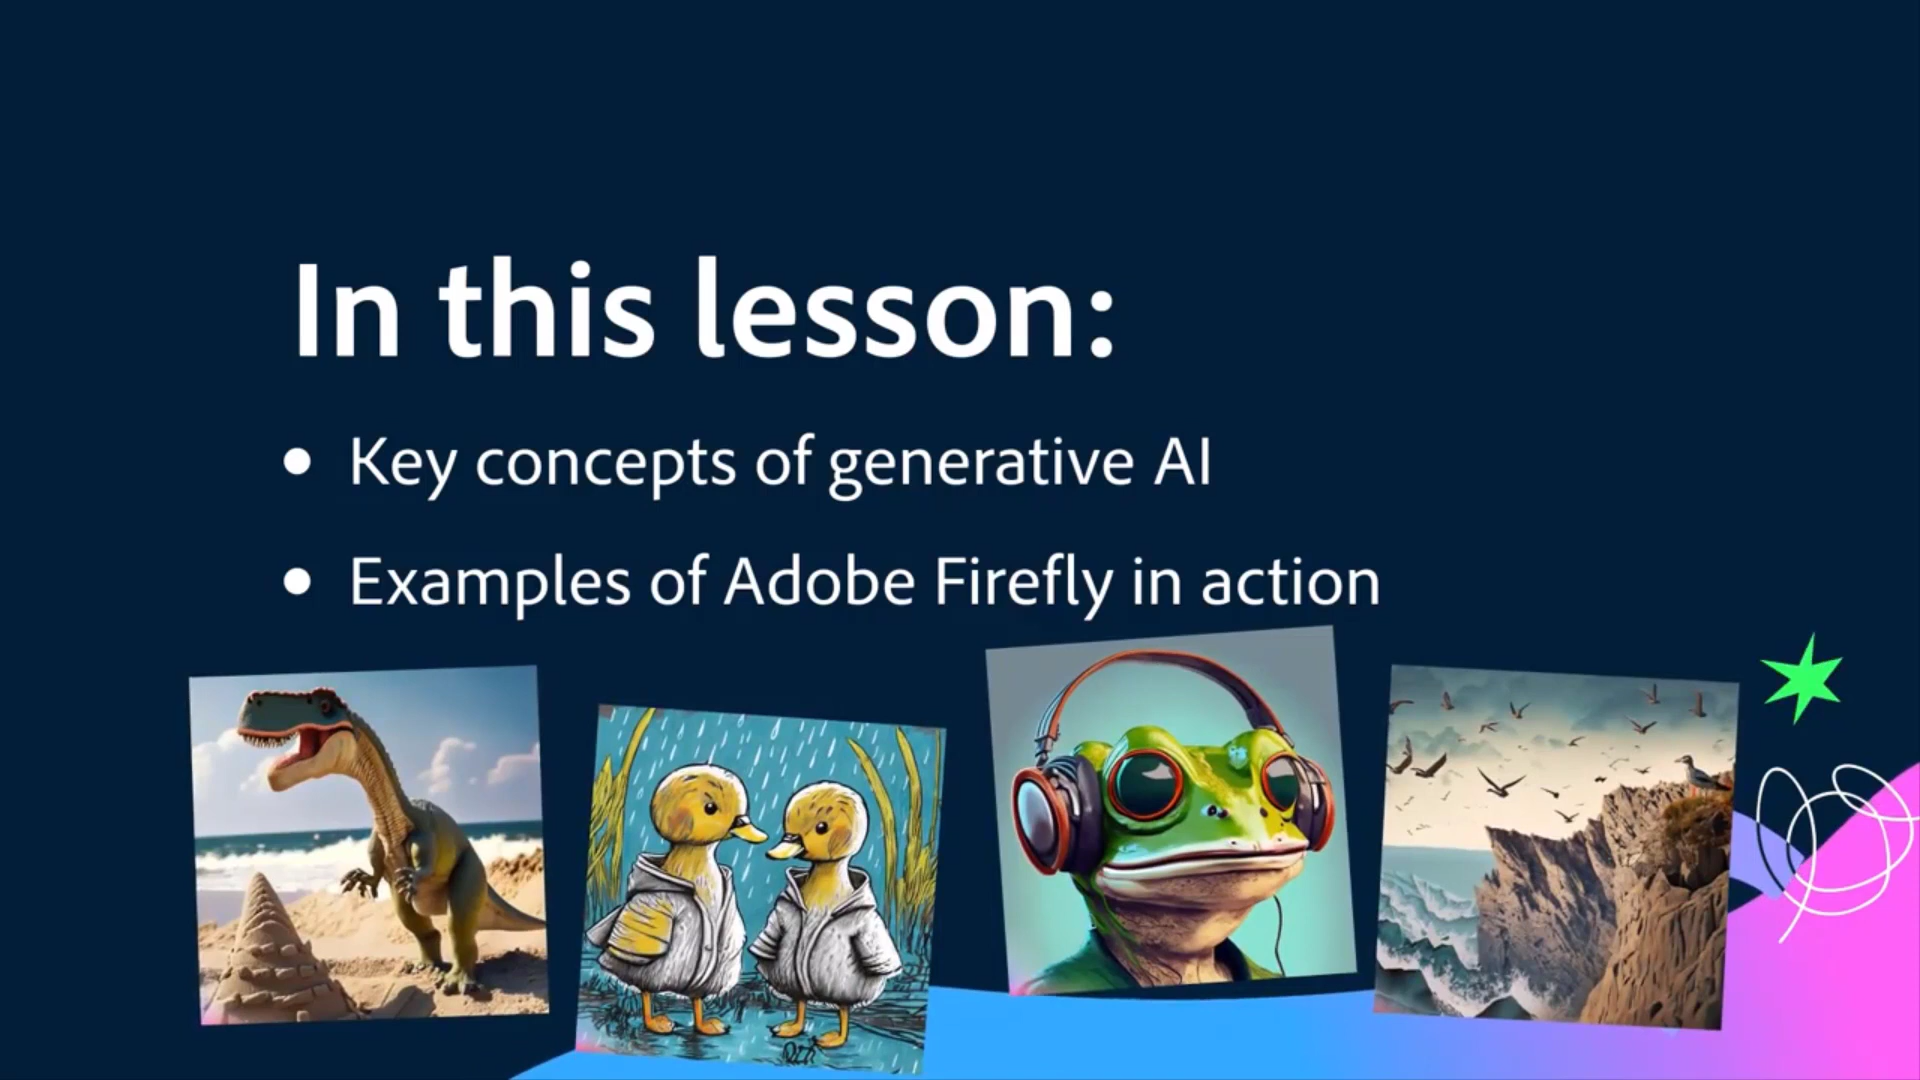 In this lesson:
• Key concepts of generative AI
• Examples of Adobe Firefly in action